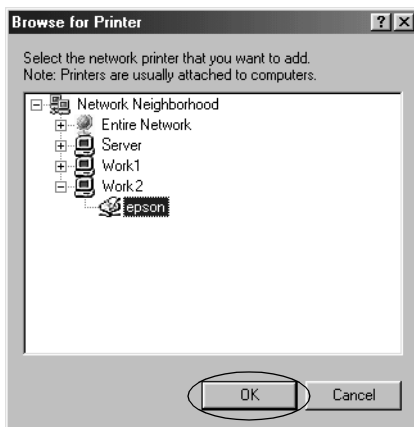 Browse for Printer
Select the network printer that you want to add.
Note: Printers are usually attached to computers.
Network Neighborhood
Entire Network
Server
Work1
Work2
epson
OK Cancel